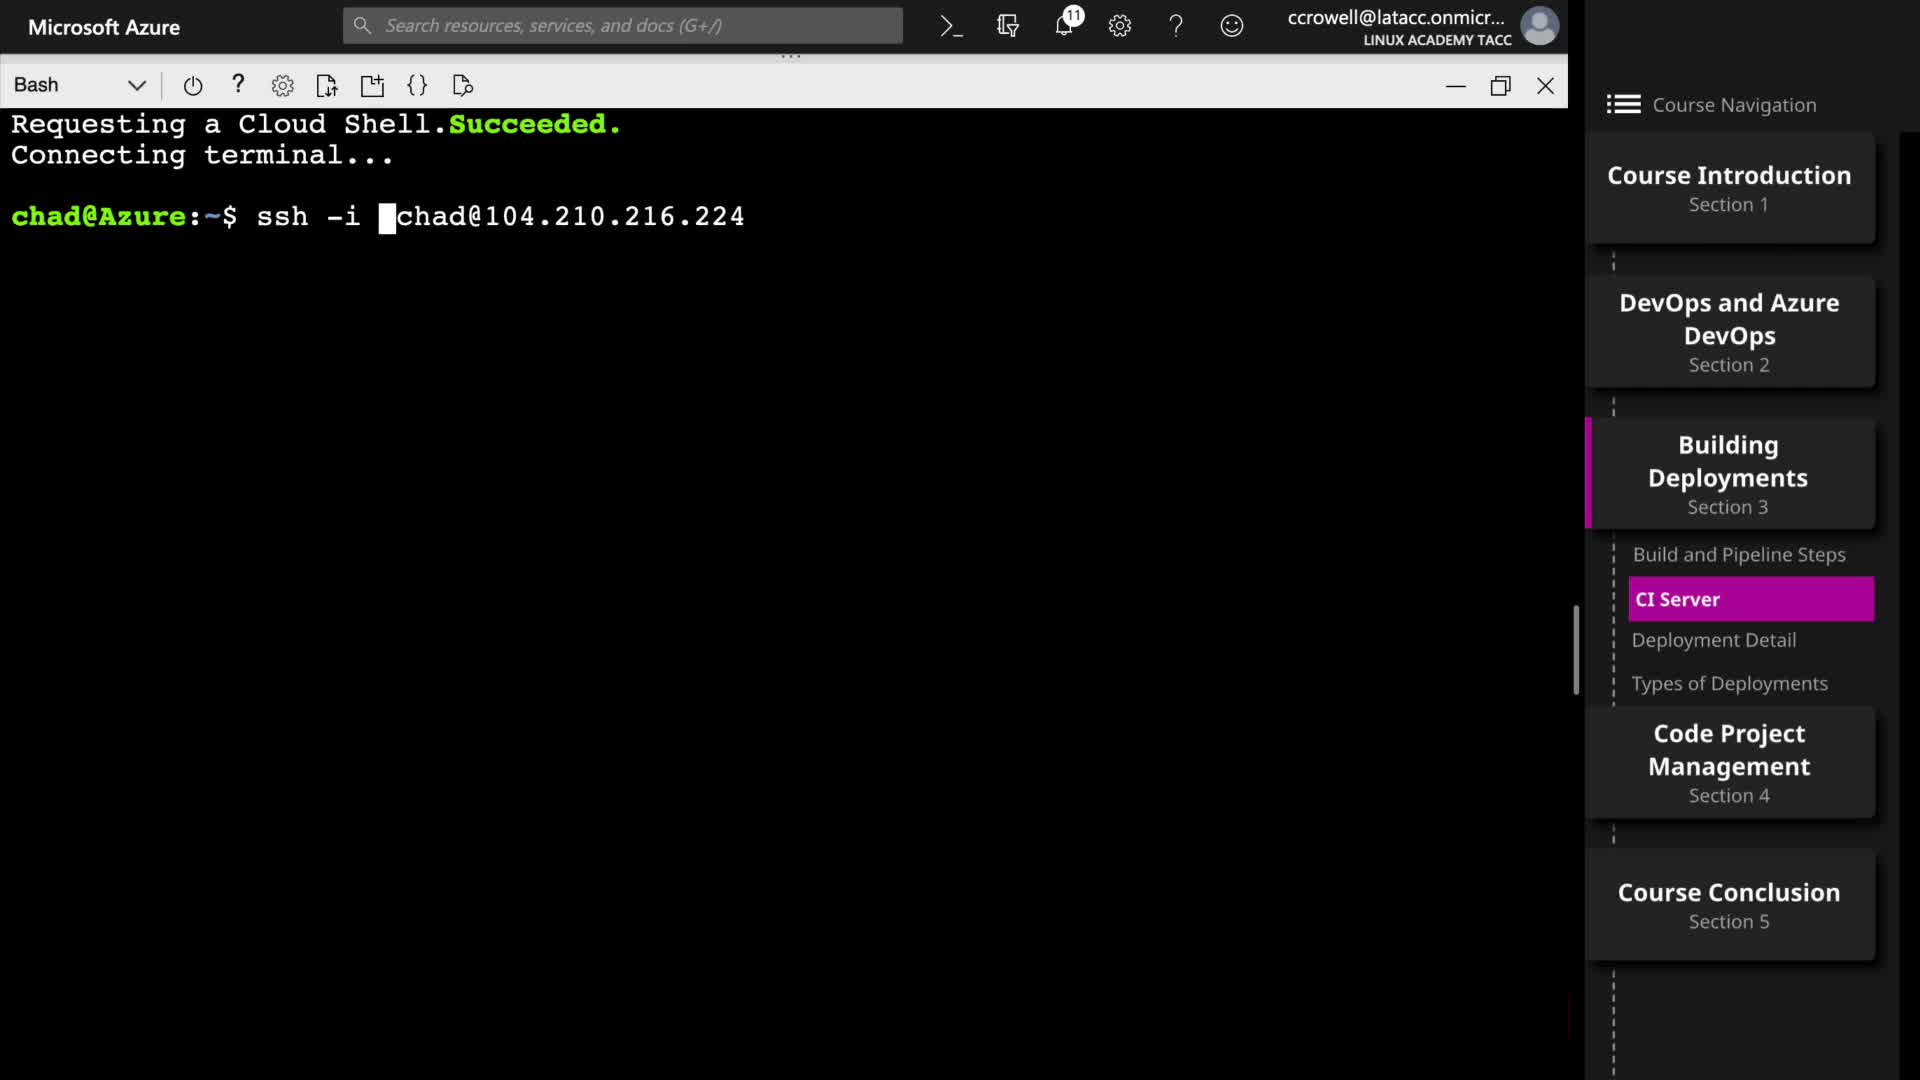 Microsoft Azure
Search resources, services, and docs (G+/)
11
ccrowell@latacc.onmicr...
LINUX ACADEMY TACC
Bash
Requesting a Cloud Shell.Succeeded.
Connecting terminal...
chad@Azure:~$ ssh -i chad@104.210.216.224
Course Navigation
Course Introduction
Section 1
DevOps and Azure
DevOps
Section 2
Building
Deployments
Section 3
Build and Pipeline Steps
CI Server
Deployment Detail
Types of Deployments
Code Project
Management
Section 4
Course Conclusion
Section 5